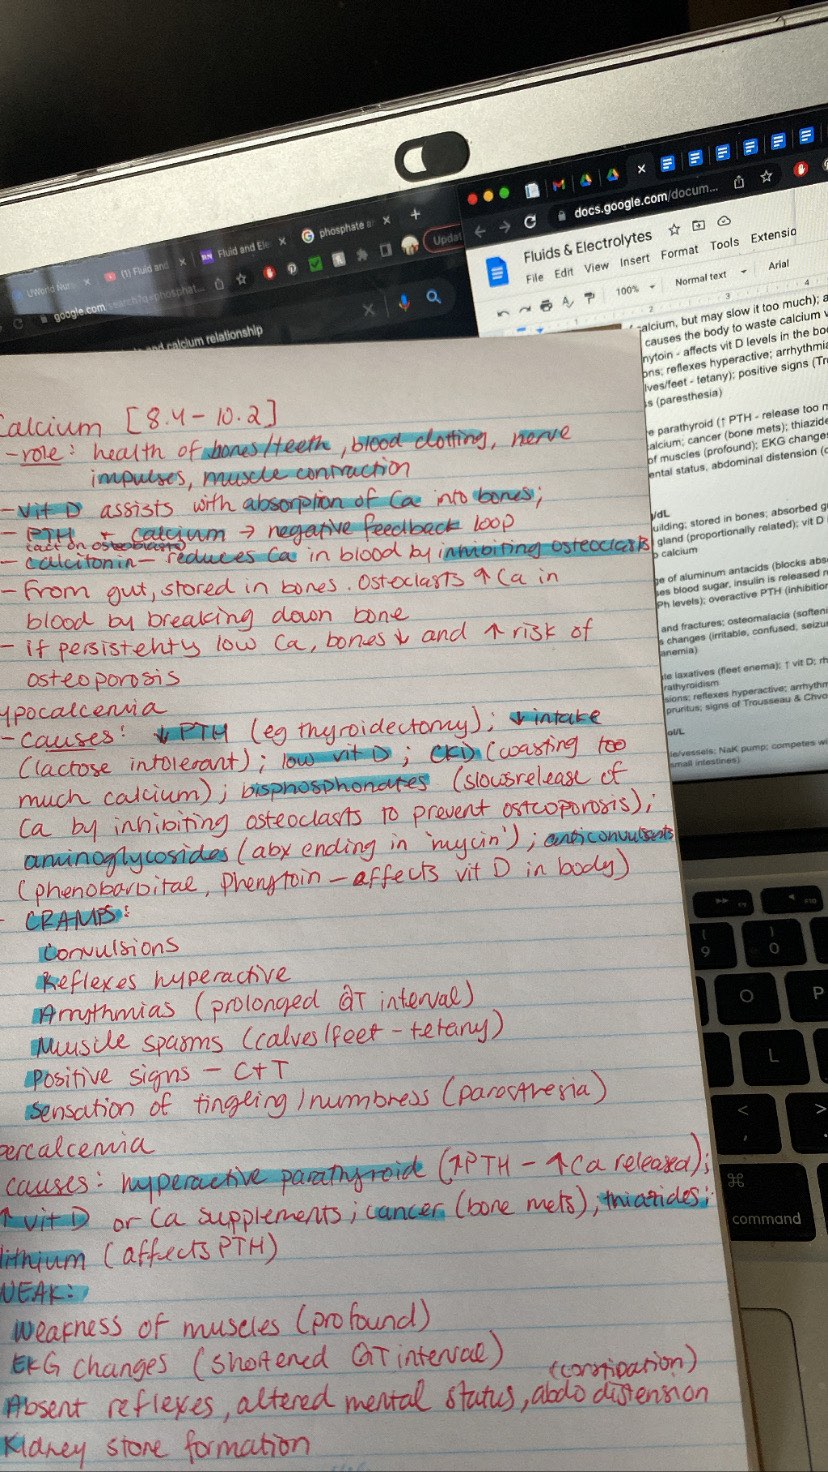 UWorld Nurs
(1) Fluid and
Fluid and Ele
phosphate a
Updat
google.com
and calcium relationship
docs.google.com/docum...
Fluids & Electrolytes
File Edit View Insert Format Tools Extensio
100% Normal text Arial
calcium, but may slow it too much); a
causes the body to waste calcium
nytoin - affects vit D levels in the bo
ons; reflexes hyperactive; arrhythmia
lves/feet - tetany); positive signs (Tr
s (paresthesia)
e parathyroid (↑ PTH - release too m
alcium; cancer (bone mets); thiazide
of muscles (profound); EKG change
ental status, abdominal distension (c
/dL
uilding; stored in bones; absorbed g
gland (proportionally related); vit D
calcium
ge of aluminum antacids (blocks abs
ses blood sugar, insulin is released
Ph levels); overactive PTH (inhibition
and fractures; osteomalacia (softeni
s changes (irritable, confused, seizu
anemia)
le laxatives (fleet enema); ↑ vit D; rh
rathyroidism
sions; reflexes hyperactive; arrhythm
pruritus; signs of Trousseau & Chvo
ol/L
le/vessels; NaK pump; competes wi
small intestines)
alcium [8.4-10.2]
- role: health of bones/teeth, blood clotting, nerve
impulses, muscle contraction
- vit D assists with absorption of Ca into bones;
- PTH + calcium → negative feedback loop
(act on osteoblasts)
- calcitonin - reduces Ca in blood by inhibiting osteoclasts
- from gut, stored in bones. Osteoclasts ↑ Ca in
blood by breaking down bone
- if persistenty low Ca, bones ↓ and ↑ risk of
osteoporosis
ypocalcemia
- causes: ↓ PTH (eg thyroidectomy); ↓ intake
(lactose intolerant); low vit D; CKD (wasting too
much calcium); bisphosphonates (slows release of
Ca by inhibiting osteoclasts to prevent osteoporosis);
aminoglycosides (abx ending in 'mycin'); anticonvulsants
(phenobarbital, Phenytoin - affects vit D in body)
- CRAMPS:
Convulsions
Reflexes hyperactive
Arrythmias (prolonged QT interval)
Muscle spasms (calves/feet - tetany)
Positive signs - C+T
Sensation of tingling/numbness (paresthesia)
percalcemia
causes: hyperactive parathyroid (↑PTH - ↑Ca released);
↑ vit D or Ca supplements; cancer (bone mets), thiazides;
lithium (affects PTH)
WEAK:
Weakness of muscles (profound)
EKG changes (shortened QT interval)
(constipation)
Absent reflexes, altered mental status, abdo distension
Kidney stone formation
9
0
O
P
L
<
,
>
⌘
command